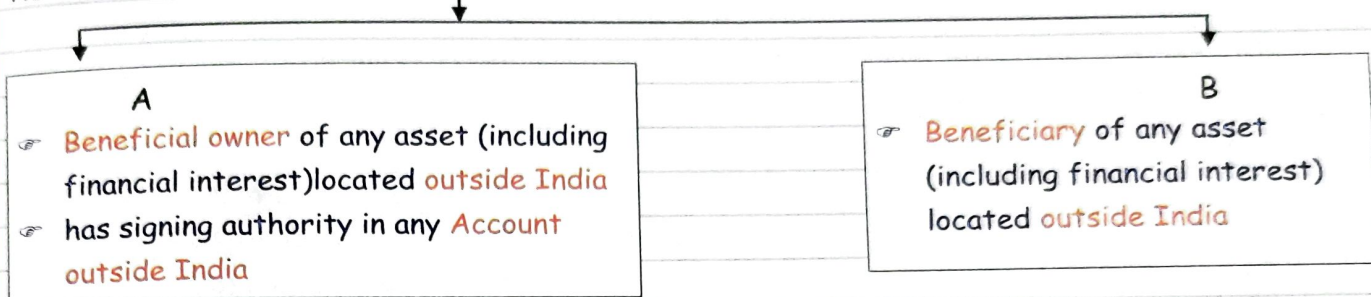 A
☞ Beneficial owner of any asset (including
financial interest)located outside India
☞ has signing authority in any Account
outside India
B
☞ Beneficiary of any asset
(including financial interest)
located outside India